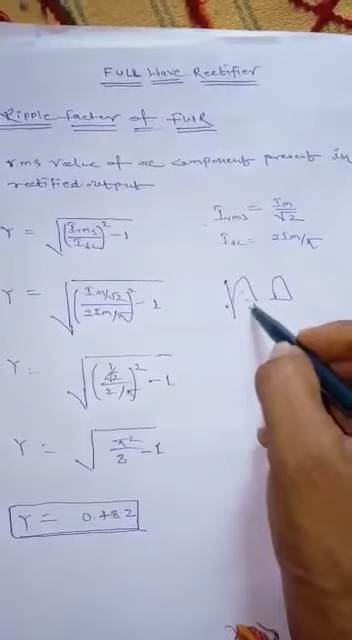 FULL Wave Rectifier
Ripple factor of FWR
rms value of ac component present in
rectified output
γ = √((Irms/Idc)² - 1)
Irms = Im/√2
Idc = 2Im/π
γ = √((Im/√2 / 2Im/π)² - 1)
γ = √((1/√2 / 2/π)² - 1)
γ = √(π²/8 - 1)
γ = 0.482